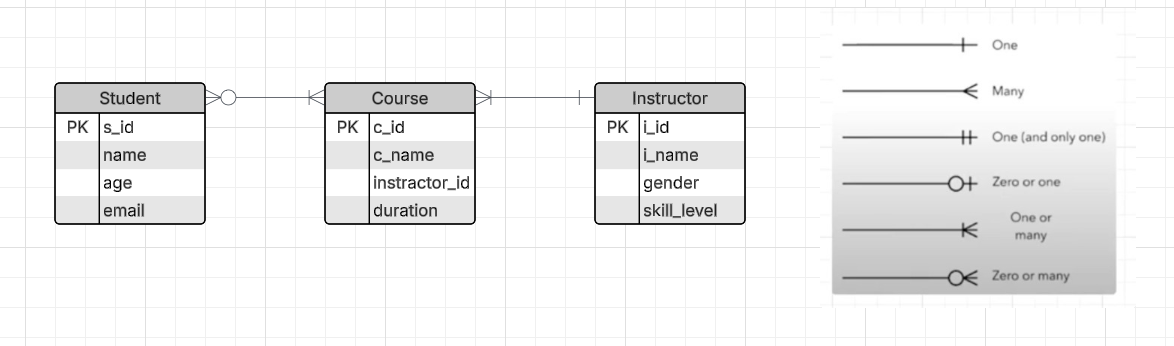 Student
PK s_id
name
age
email
Course
PK c_id
c_name
instractor_id
duration
Instructor
PK i_id
i_name
gender
skill_level
One
Many
One (and only one)
Zero or one
One or
many
Zero or many